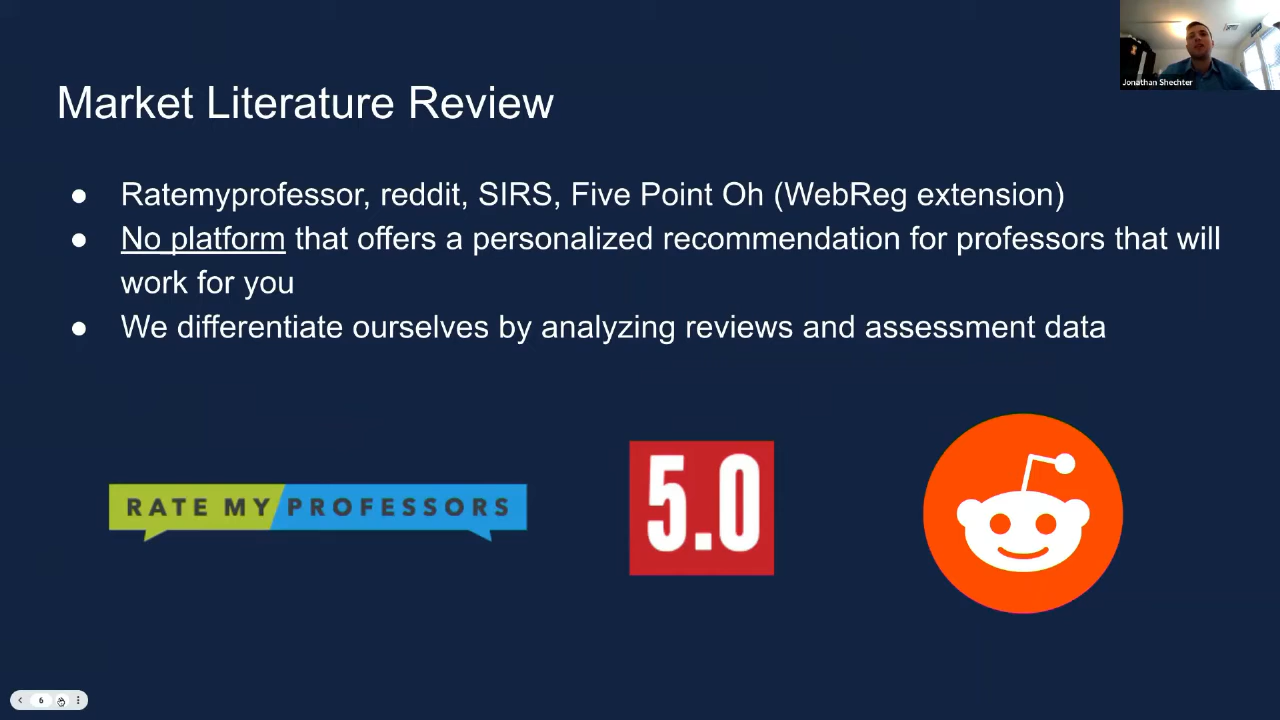 Jonathan Shechter
Market Literature Review
● Ratemyprofessor, reddit, SIRS, Five Point Oh (WebReg extension)
● No platform that offers a personalized recommendation for professors that will
work for you
● We differentiate ourselves by analyzing reviews and assessment data
RATE MY PROFESSORS
5.0
6